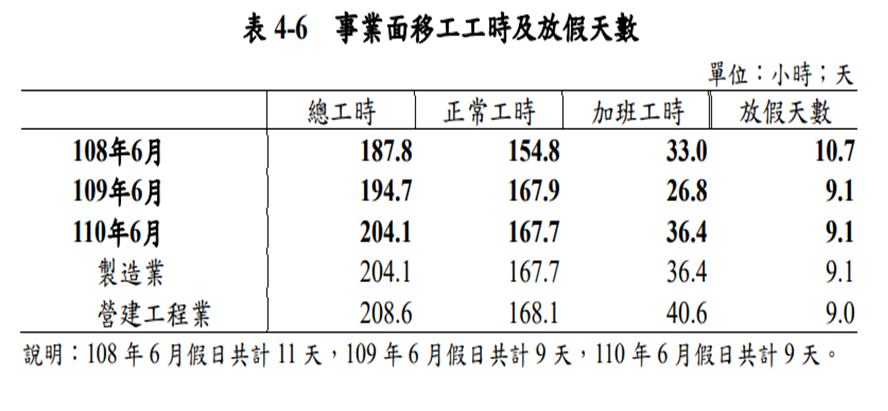 表 4-6 事業面移工工時及放假天數
單位：小時；天
總工時 正常工時 加班工時 放假天數
108年6月 187.8 154.8 33.0 10.7
109年6月 194.7 167.9 26.8 9.1
110年6月 204.1 167.7 36.4 9.1
製造業 204.1 167.7 36.4 9.1
營建工程業 208.6 168.1 40.6 9.0
說明：108 年 6 月假日共計 11 天，109 年 6 月假日共計 9 天，110 年 6 月假日共計 9 天。